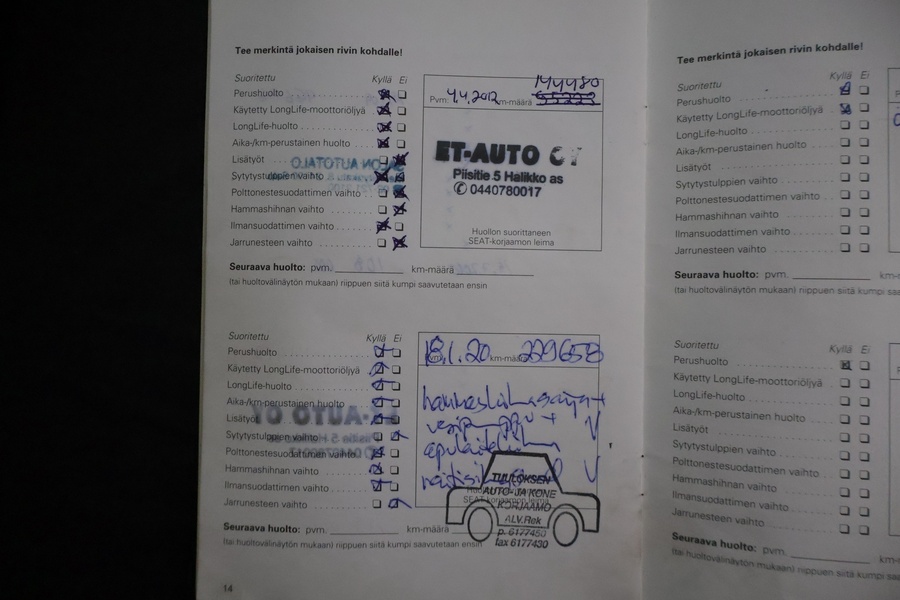 Tee merkintä jokaisen rivin kohdalle!
Suoritettu Kyllä Ei
Perushuolto
Käytetty LongLife-moottoriöljyä
LongLife-huolto
Aika-/km-perustainen huolto
Lisätyöt
Sytytystulppien vaihto
Polttonestesuodattimen vaihto
Hammashihnan vaihto
Ilmansuodattimen vaihto
Jarrunesteen vaihto
144480
Pvm: 4.4.2012 km-määrä
ET-AUTO OY
Piisitie 5 Halikko as
✆ 0440780017
Huollon suorittaneen
SEAT-korjaamon leima
Seuraava huolto: pvm. km-määrä
(tai huoltovälinäytön mukaan) riippuen siitä kumpi saavutetaan ensin
Suoritettu Kyllä Ei
Perushuolto
Käytetty LongLife-moottoriöljyä
LongLife-huolto
Aika-/km-perustainen huolto
Lisätyöt
Sytytystulppien vaihto
Polttonestesuodattimen vaihto
Hammashihnan vaihto
Ilmansuodattimen vaihto
Jarrunesteen vaihto
18.1.20 km-määrä 229658
TUULOKSEN
AUTO- JA KONE
KORJAAMO
ALV.Rek
p. 6177450
fax 6177430
Seuraava huolto: pvm. km-määrä
(tai huoltovälinäytön mukaan) riippuen siitä kumpi saavutetaan ensin
14
Tee merkintä jokaisen rivin kohdalle!
Suoritettu Kyllä Ei
Perushuolto
Käytetty LongLife-moottoriöljyä
LongLife-huolto
Aika-/km-perustainen huolto
Lisätyöt
Sytytystulppien vaihto
Polttonestesuodattimen vaihto
Hammashihnan vaihto
Ilmansuodattimen vaihto
Jarrunesteen vaihto
Seuraava huolto: pvm.
(tai huoltovälinäytön mukaan) riippuen siitä kumpi
Suoritettu Kyllä Ei
Perushuolto
Käytetty LongLife-moottoriöljyä
LongLife-huolto
Aika-/km-perustainen huolto
Lisätyöt
Sytytystulppien vaihto
Polttonestesuodattimen vaihto
Hammashihnan vaihto
Ilmansuodattimen vaihto
Jarrunesteen vaihto
Seuraava huolto: pvm.
(tai huoltovälinäytön mukaan) riippuen siitä kumpi